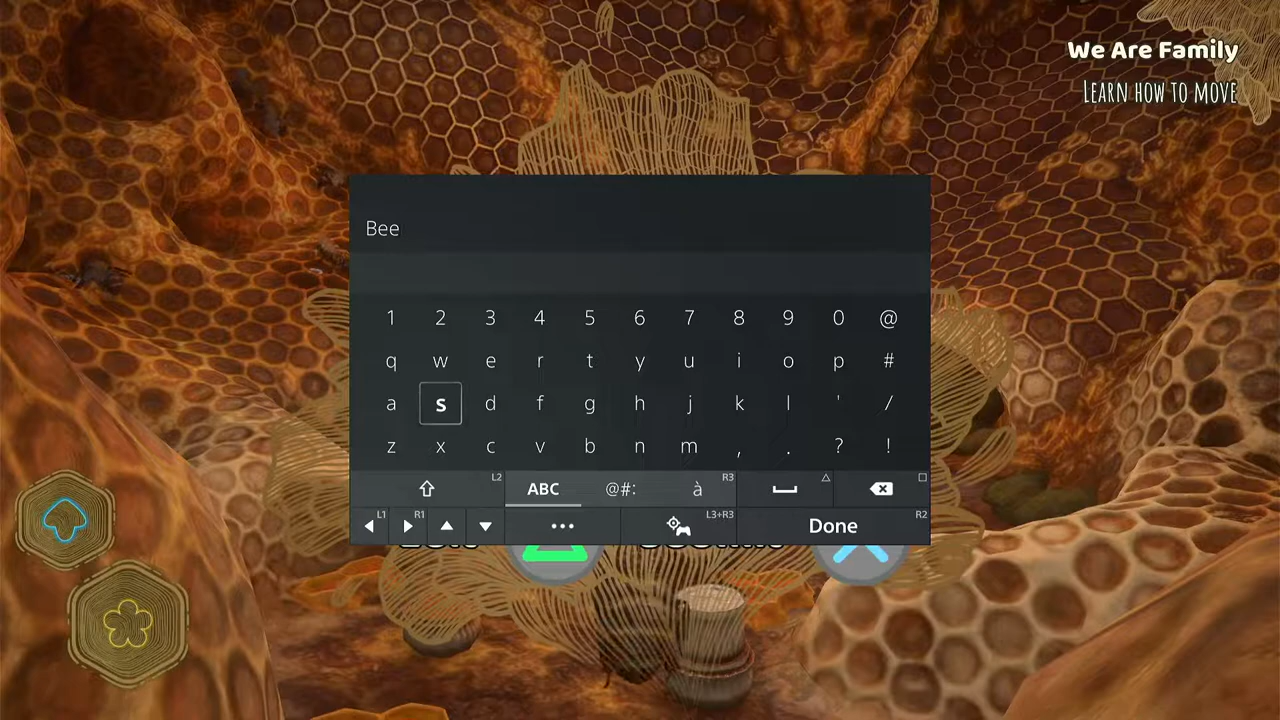 We Are Family
LEARN HOW TO MOVE
Bee
1 2 3 4 5 6 7 8 9 0 @
q w e r t y u i o p #
a s d f g h j k l ' /
z x c v b n m , . ? !
L2 ABC @#: à R3
L1 R1 ... L3+R3 Done R2